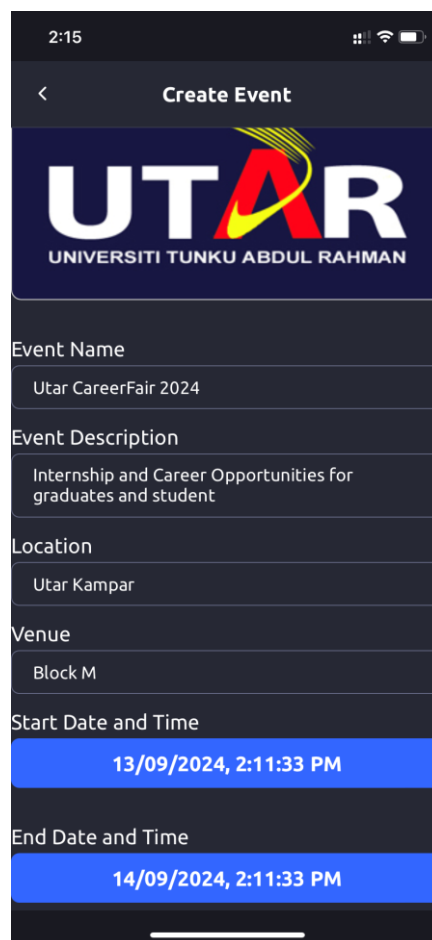 2:15
Create Event
UTAR
UNIVERSITI TUNKU ABDUL RAHMAN
Event Name
Utar CareerFair 2024
Event Description
Internship and Career Opportunities for
graduates and student
Location
Utar Kampar
Venue
Block M
Start Date and Time
13/09/2024, 2:11:33 PM
End Date and Time
14/09/2024, 2:11:33 PM